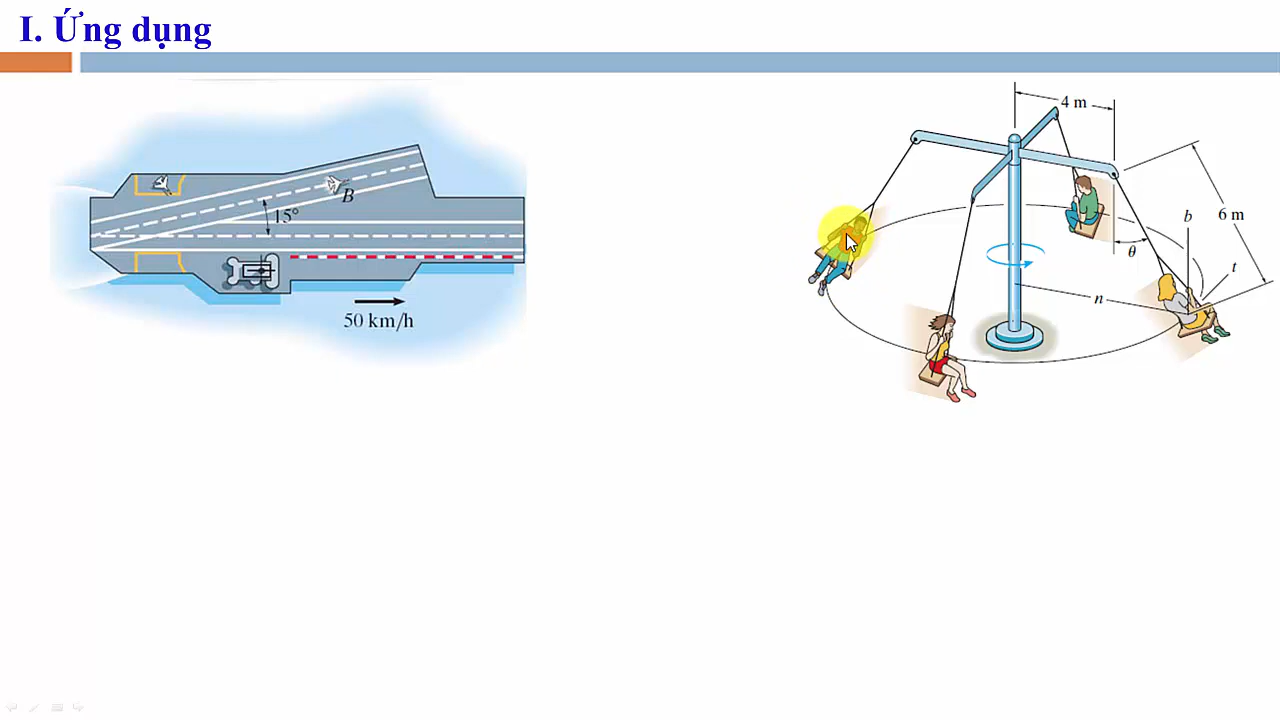 I. Ứng dụng
B
15°
50 km/h
4 m
6 m
b
t
θ
n